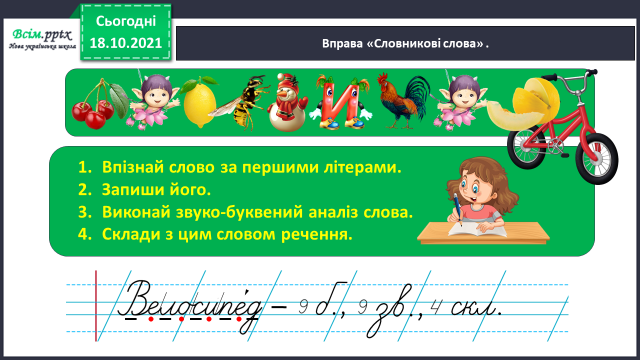 Всім.pptx
Нова українська школа
Сьогодні
18.10.2021
Вправа «Словникові слова» .
И
1. Впізнай слово за першими літерами.
2. Запиши його.
3. Виконай звуко-буквений аналіз слова.
4. Склади з цим словом речення.
Велосипе́д – 9 б., 9 зв., 4 скл.